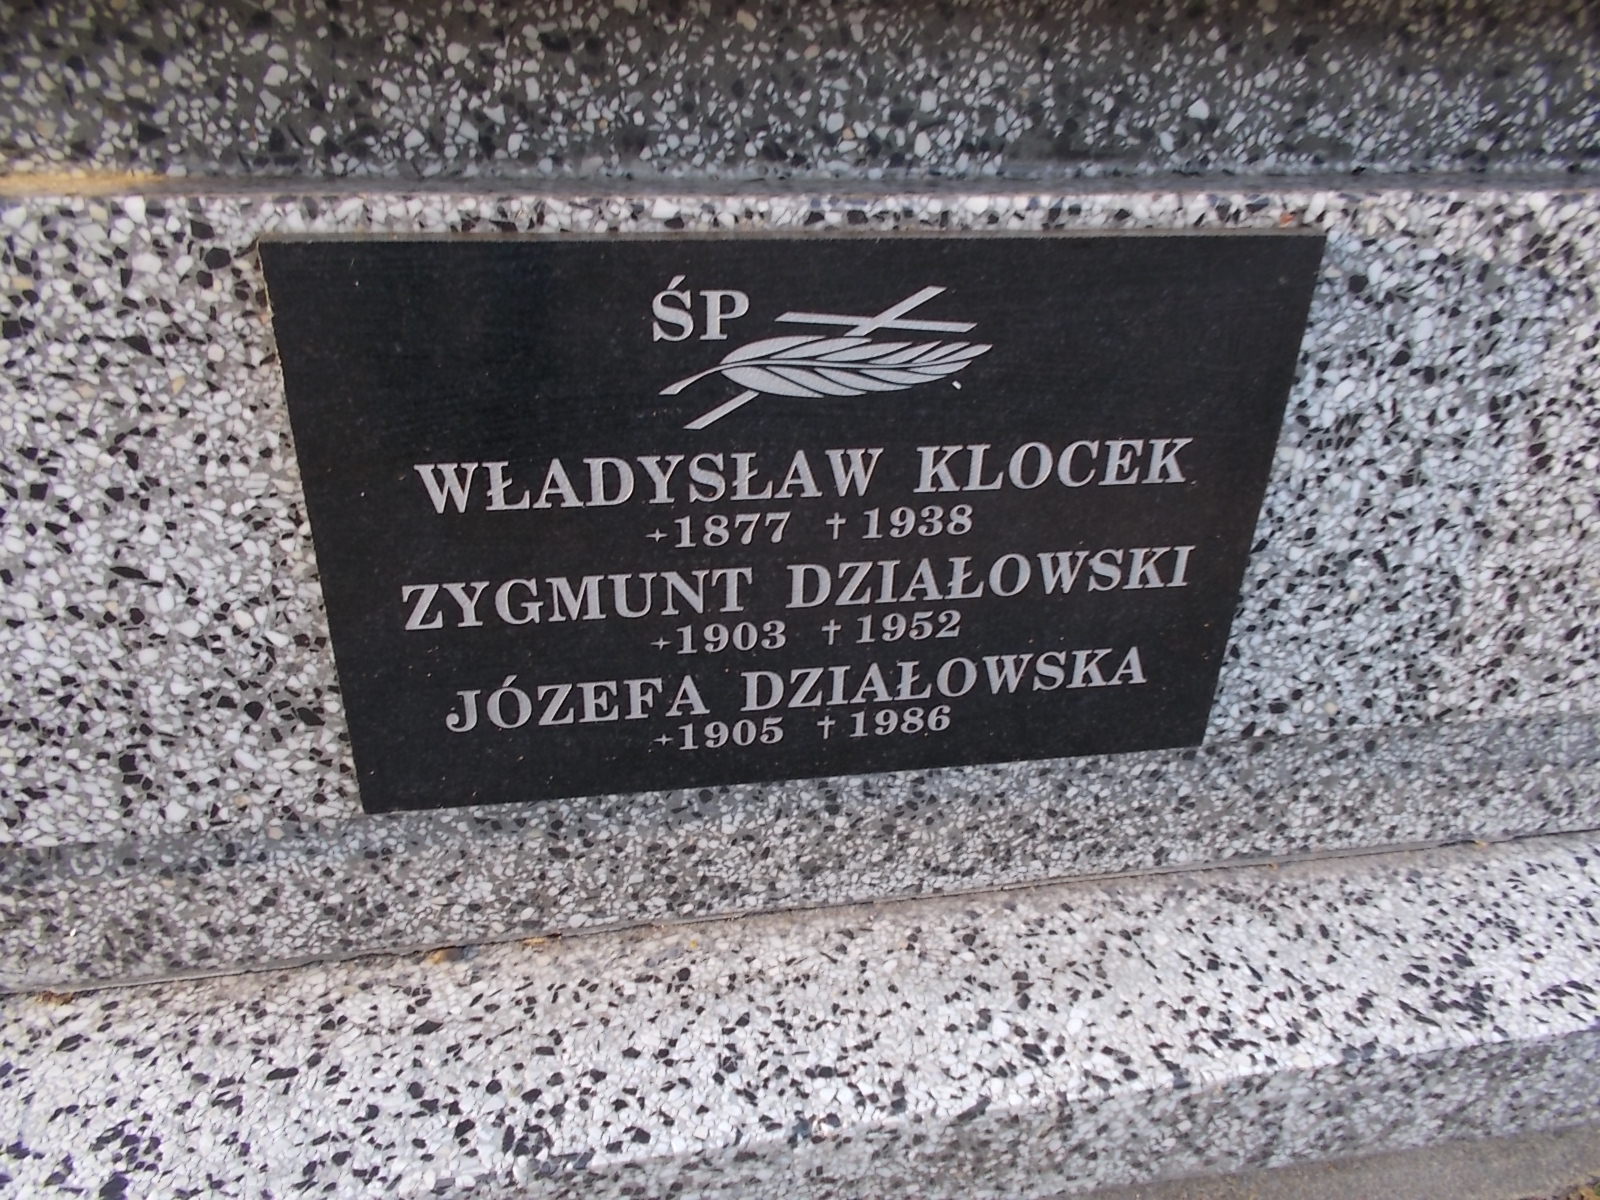 ŚP
WŁADYSŁAW KLOCEK
+1877 †1938
ZYGMUNT DZIAŁOWSKI
+1903 †1952
JÓZEFA DZIAŁOWSKA
+1905 †1986